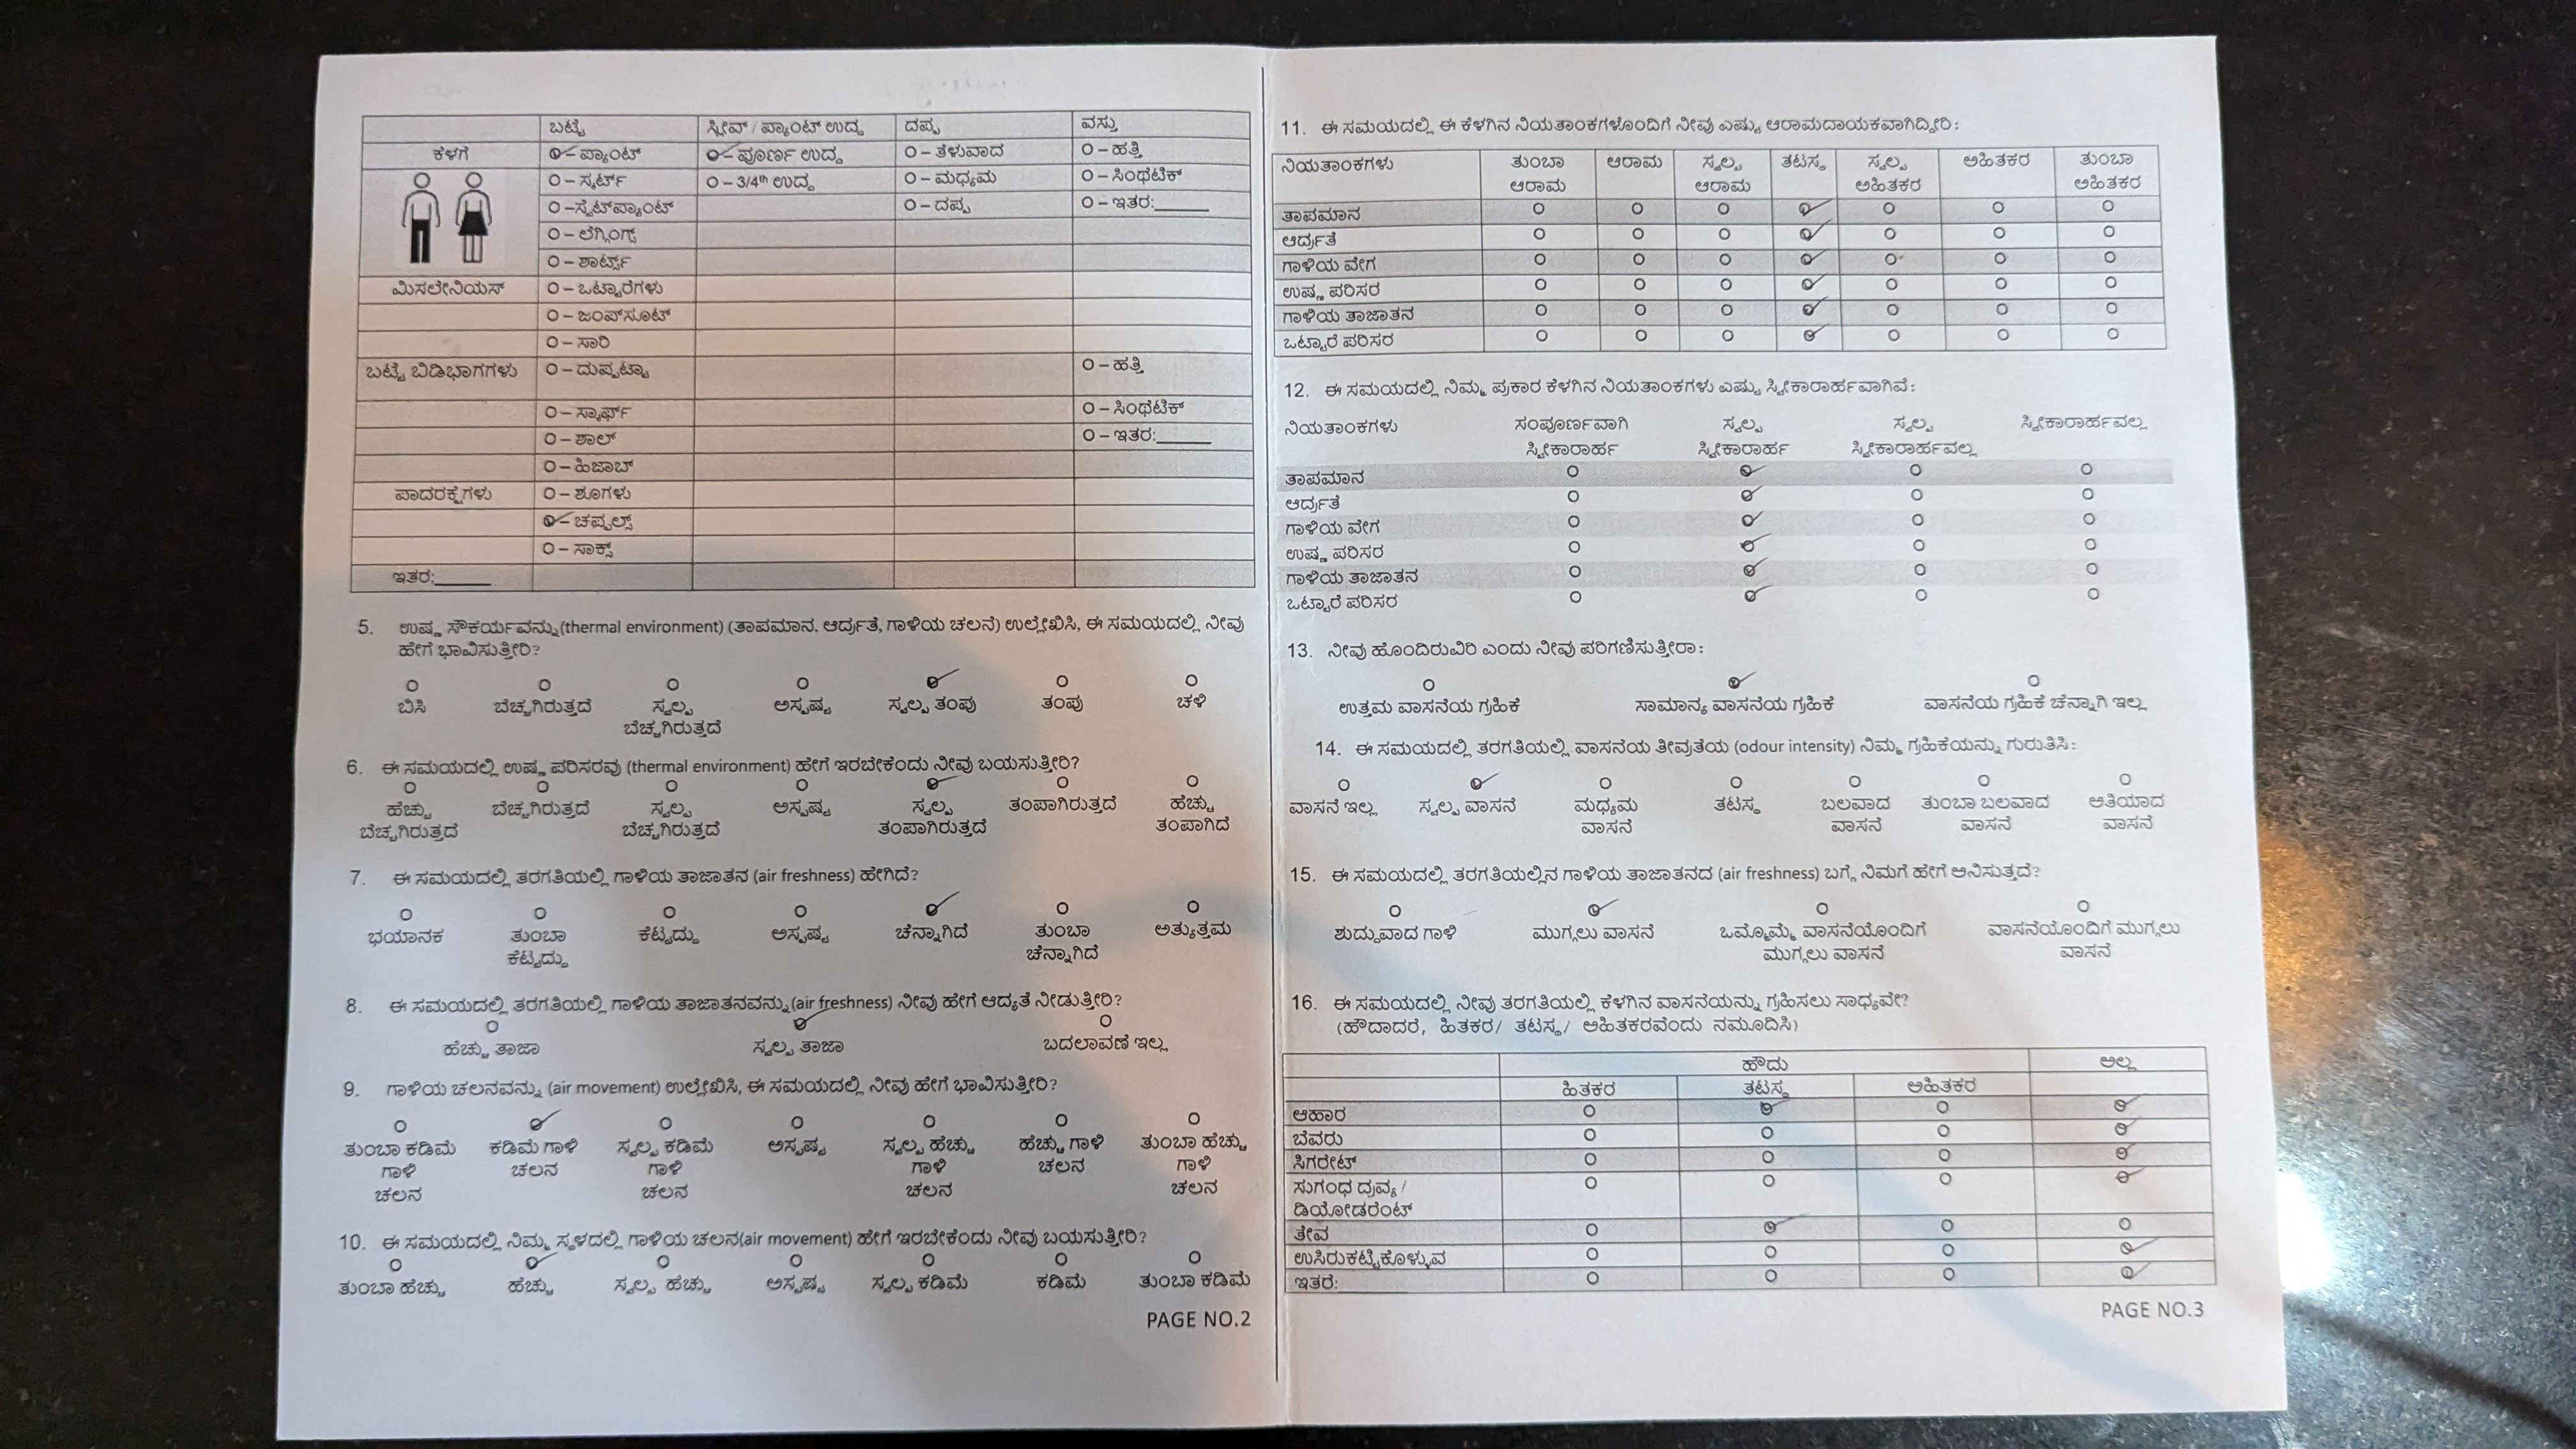 ಬಟ್ಟೆ ಸ್ಲೀವ್ / ಪ್ಯಾಂಟ್ ಉದ್ದ ದಪ್ಪ ವಸ್ತು
ಕೆಳಗೆ O – ಪ್ಯಾಂಟ್ O – ಪೂರ್ಣ ಉದ್ದ O – ತೆಳುವಾದ O – ಹತ್ತಿ
O – ಸ್ಕರ್ಟ್ O – 3/4th ಉದ್ದ O – ಮಧ್ಯಮ O – ಸಿಂಥೆಟಿಕ್
O –ಸ್ವೆಟ್‌ಪ್ಯಾಂಟ್ O – ದಪ್ಪ O – ಇತರ:______
O – ಲೆಗ್ಗಿಂಗ್ಸ್
O – ಶಾರ್ಟ್ಸ್
ಮಿಸಲೇನಿಯಸ್ O – ಒಟ್ಟಾರೆಗಳು
O – ಜಂಪ್‌ಸೂಟ್
O – ಸಾರಿ
ಬಟ್ಟೆ ಬಿಡಿಭಾಗಗಳು O – ದುಪ್ಪಟ್ಟಾ O – ಹತ್ತಿ
O – ಸ್ಕಾರ್ಫ್ O – ಸಿಂಥೆಟಿಕ್
O – ಶಾಲ್ O – ಇತರ:______
O – ಹಿಜಾಬ್
ಪಾದರಕ್ಷೆಗಳು O – ಶೂಗಳು
O – ಚಪ್ಪಲ್ಸ್
O – ಸಾಕ್ಸ್
ಇತರ:______
5. ಉಷ್ಣ ಸೌಕರ್ಯವನ್ನು(thermal environment) (ತಾಪಮಾನ, ಆರ್ದ್ರತೆ, ಗಾಳಿಯ ಚಲನೆ) ಉಲ್ಲೇಖಿಸಿ, ಈ ಸಮಯದಲ್ಲಿ ನೀವು
ಹೇಗೆ ಭಾವಿಸುತ್ತೀರಿ?
ಬಿಸಿ ಬೆಚ್ಚಗಿರುತ್ತದೆ ಸ್ವಲ್ಪ ಅಸ್ಪಷ್ಟ ಸ್ವಲ್ಪ ತಂಪು ತಂಪು ಚಳಿ
ಬೆಚ್ಚಗಿರುತ್ತದೆ
6. ಈ ಸಮಯದಲ್ಲಿ ಉಷ್ಣ ಪರಿಸರವು (thermal environment) ಹೇಗೆ ಇರಬೇಕೆಂದು ನೀವು ಬಯಸುತ್ತೀರಿ?
ಹೆಚ್ಚು ಬೆಚ್ಚಗಿರುತ್ತದೆ ಸ್ವಲ್ಪ ಅಸ್ಪಷ್ಟ ಸ್ವಲ್ಪ ತಂಪಾಗಿರುತ್ತದೆ ಹೆಚ್ಚು
ಬೆಚ್ಚಗಿರುತ್ತದೆ ಬೆಚ್ಚಗಿರುತ್ತದೆ ತಂಪಾಗಿರುತ್ತದೆ ತಂಪಾಗಿದೆ
7. ಈ ಸಮಯದಲ್ಲಿ ತರಗತಿಯಲ್ಲಿ ಗಾಳಿಯ ತಾಜಾತನ (air freshness) ಹೇಗಿದೆ?
ಭಯಾನಕ ತುಂಬಾ ಕೆಟ್ಟದ್ದು ಅಸ್ಪಷ್ಟ ಚೆನ್ನಾಗಿದೆ ತುಂಬಾ ಅತ್ಯುತ್ತಮ
ಕೆಟ್ಟದ್ದು ಚೆನ್ನಾಗಿದೆ
8. ಈ ಸಮಯದಲ್ಲಿ ತರಗತಿಯಲ್ಲಿ ಗಾಳಿಯ ತಾಜಾತನವನ್ನು(air freshness) ನೀವು ಹೇಗೆ ಆದ್ಯತೆ ನೀಡುತ್ತೀರಿ?
ಹೆಚ್ಚು ತಾಜಾ ಸ್ವಲ್ಪ ತಾಜಾ ಬದಲಾವಣೆ ಇಲ್ಲ
9. ಗಾಳಿಯ ಚಲನವನ್ನು (air movement) ಉಲ್ಲೇಖಿಸಿ, ಈ ಸಮಯದಲ್ಲಿ ನೀವು ಹೇಗೆ ಭಾವಿಸುತ್ತೀರಿ?
ತುಂಬಾ ಕಡಿಮೆ ಕಡಿಮೆ ಗಾಳಿ ಸ್ವಲ್ಪ ಕಡಿಮೆ ಅಸ್ಪಷ್ಟ ಸ್ವಲ್ಪ ಹೆಚ್ಚು ಹೆಚ್ಚು ಗಾಳಿ ತುಂಬಾ ಹೆಚ್ಚು
ಗಾಳಿ ಚಲನ ಗಾಳಿ ಗಾಳಿ ಚಲನ ಗಾಳಿ
ಚಲನ ಚಲನ ಚಲನ ಚಲನ
10. ಈ ಸಮಯದಲ್ಲಿ ನಿಮ್ಮ ಸ್ಥಳದಲ್ಲಿ ಗಾಳಿಯ ಚಲನ(air movement) ಹೇಗೆ ಇರಬೇಕೆಂದು ನೀವು ಬಯಸುತ್ತೀರಿ?
ತುಂಬಾ ಹೆಚ್ಚು ಹೆಚ್ಚು ಸ್ವಲ್ಪ ಹೆಚ್ಚು ಅಸ್ಪಷ್ಟ ಸ್ವಲ್ಪ ಕಡಿಮೆ ಕಡಿಮೆ ತುಂಬಾ ಕಡಿಮೆ
PAGE NO.2
11. ಈ ಸಮಯದಲ್ಲಿ ಈ ಕೆಳಗಿನ ನಿಯತಾಂಕಗಳೊಂದಿಗೆ ನೀವು ಎಷ್ಟು ಆರಾಮದಾಯಕವಾಗಿದ್ದೀರಿ:
ನಿಯತಾಂಕಗಳು ತುಂಬಾ ಆರಾಮ ಸ್ವಲ್ಪ ತಟಸ್ಥ ಸ್ವಲ್ಪ ಅಹಿತಕರ ತುಂಬಾ
ಆರಾಮ ಆರಾಮ ಅಹಿತಕರ ಅಹಿತಕರ
ತಾಪಮಾನ
ಆರ್ದ್ರತೆ
ಗಾಳಿಯ ವೇಗ
ಉಷ್ಣ ಪರಿಸರ
ಗಾಳಿಯ ತಾಜಾತನ
ಒಟ್ಟಾರೆ ಪರಿಸರ
12. ಈ ಸಮಯದಲ್ಲಿ ನಿಮ್ಮ ಪ್ರಕಾರ ಕೆಳಗಿನ ನಿಯತಾಂಕಗಳು ಎಷ್ಟು ಸ್ವೀಕಾರಾರ್ಹವಾಗಿವೆ:
ನಿಯತಾಂಕಗಳು ಸಂಪೂರ್ಣವಾಗಿ ಸ್ವಲ್ಪ ಸ್ವಲ್ಪ ಸ್ವೀಕಾರಾರ್ಹವಲ್ಲ
ಸ್ವೀಕಾರಾರ್ಹ ಸ್ವೀಕಾರಾರ್ಹ ಸ್ವೀಕಾರಾರ್ಹವಲ್ಲ
ತಾಪಮಾನ
ಆರ್ದ್ರತೆ
ಗಾಳಿಯ ವೇಗ
ಉಷ್ಣ ಪರಿಸರ
ಗಾಳಿಯ ತಾಜಾತನ
ಒಟ್ಟಾರೆ ಪರಿಸರ
13. ನೀವು ಹೊಂದಿರುವಿರಿ ಎಂದು ನೀವು ಪರಿಗಣಿಸುತ್ತೀರಾ:
ಉತ್ತಮ ವಾಸನೆಯ ಗ್ರಹಿಕೆ ಸಾಮಾನ್ಯ ವಾಸನೆಯ ಗ್ರಹಿಕೆ ವಾಸನೆಯ ಗ್ರಹಿಕೆ ಚೆನ್ನಾಗಿ ಇಲ್ಲ
14. ಈ ಸಮಯದಲ್ಲಿ ತರಗತಿಯಲ್ಲಿ ವಾಸನೆಯ ತೀವ್ರತೆಯ (odour intensity) ನಿಮ್ಮ ಗ್ರಹಿಕೆಯನ್ನು ಗುರುತಿಸಿ:
ವಾಸನೆ ಇಲ್ಲ ಸ್ವಲ್ಪ ವಾಸನೆ ಮಧ್ಯಮ ತಟಸ್ಥ ಬಲವಾದ ತುಂಬಾ ಬಲವಾದ ಅತಿಯಾದ
ವಾಸನೆ ವಾಸನೆ ವಾಸನೆ ವಾಸನೆ
15. ಈ ಸಮಯದಲ್ಲಿ ತರಗತಿಯಲ್ಲಿನ ಗಾಳಿಯ ತಾಜಾತನದ (air freshness) ಬಗ್ಗೆ ನಿಮಗೆ ಹೇಗೆ ಅನಿಸುತ್ತದೆ?
ಶುದ್ಧವಾದ ಗಾಳಿ ಮುಗ್ಗಲು ವಾಸನೆ ಒಮ್ಮೊಮ್ಮೆ ವಾಸನೆಯೊಂದಿಗೆ ವಾಸನೆಯೊಂದಿಗೆ ಮುಗ್ಗಲು
ಮುಗ್ಗಲು ವಾಸನೆ ವಾಸನೆ
16. ಈ ಸಮಯದಲ್ಲಿ ನೀವು ತರಗತಿಯಲ್ಲಿ ಕೆಳಗಿನ ವಾಸನೆಯನ್ನು ಗ್ರಹಿಸಲು ಸಾಧ್ಯವೇ?
(ಹೌದಾದರೆ, ಹಿತಕರ/ ತಟಸ್ಥ/ ಅಹಿತಕರವೆಂದು ನಮೂದಿಸಿ)
ಹೌದು ಅಲ್ಲ
ಹಿತಕರ ತಟಸ್ಥ ಅಹಿತಕರ
ಆಹಾರ
ಬೆವರು
ಸಿಗರೇಟ್
ಸುಗಂಧ ದ್ರವ್ಯ /
ಡಿಯೋಡರೆಂಟ್
ತೇವ
ಉಸಿರುಕಟ್ಟಿಕೊಳ್ಳುವ
ಇತರೆ:________
PAGE NO.3